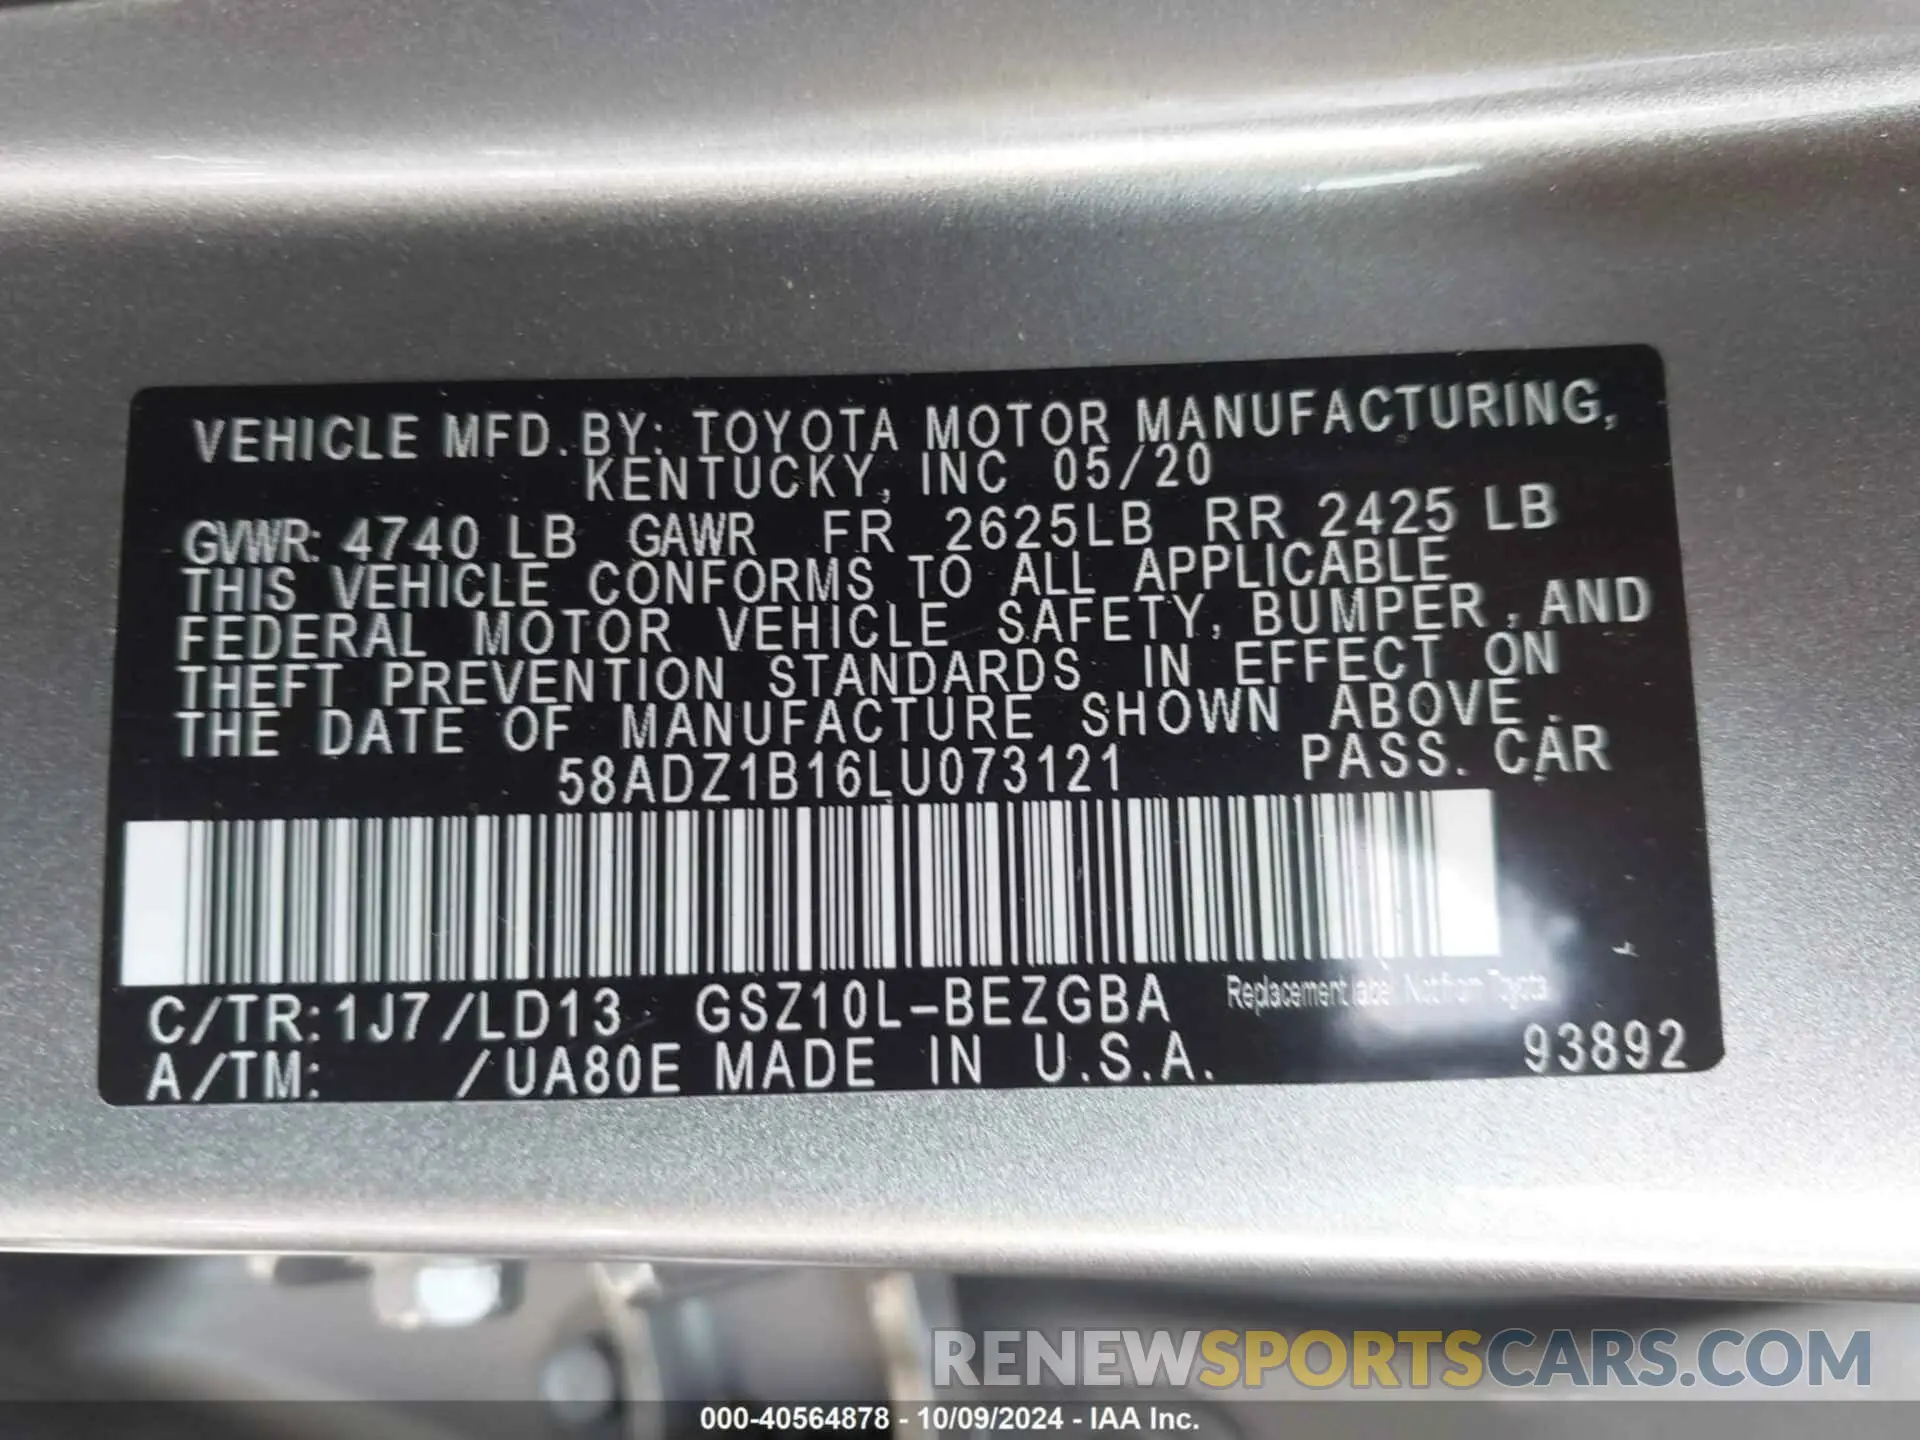 VEHICLE MFD. BY: TOYOTA MOTOR MANUFACTURING,
KENTUCKY, INC 05/20
GVWR: 4740 LB GAWR FR 2625LB RR 2425 LB
THIS VEHICLE CONFORMS TO ALL APPLICABLE
FEDERAL MOTOR VEHICLE SAFETY, BUMPER, AND
THEFT PREVENTION STANDARDS IN EFFECT ON
THE DATE OF MANUFACTURE SHOWN ABOVE.
58ADZ1B16LU073121 PASS. CAR
C/TR: 1J7/LD13 GSZ10L-BEZGBA Replacement label Not from Toyota
A/TM: /UA80E MADE IN U.S.A. 93892
RENEWSPORTSCARS.COM
000-40564878 - 10/09/2024 - IAA Inc.